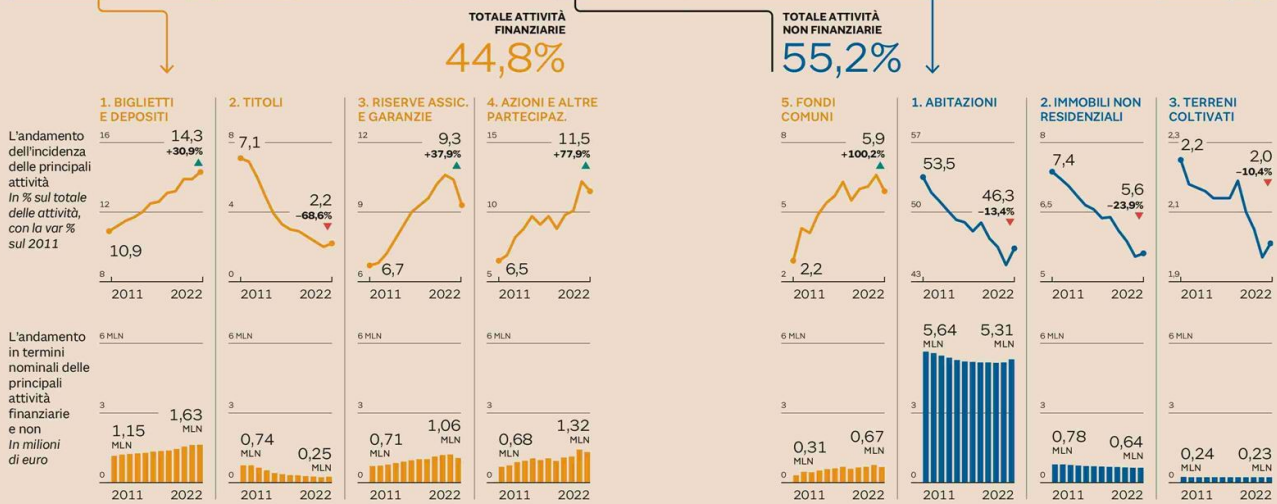 TOTALE ATTIVITÀ
FINANZIARIE
44,8%
TOTALE ATTIVITÀ
NON FINANZIARIE
55,2%
L'andamento
dell'incidenza
delle principali
attività
In % sul totale
delle attività,
con la var %
sul 2011
1. BIGLIETTI
E DEPOSITI
16
14,3
+30,9%
12
10,9
8
2011 2022
2. TITOLI
8
7,1
4
2,2
–68,6%
0
2011 2022
3. RISERVE ASSIC.
E GARANZIE
12
9,3
+37,9%
9
6
6,7
2011 2022
4. AZIONI E ALTRE
PARTECIPAZ.
15
11,5
+77,9%
10
5
6,5
2011 2022
5. FONDI
COMUNI
8
5,9
+100,2%
5
2
2,2
2011 2022
1. ABITAZIONI
57
53,5
50
46,3
–13,4%
43
2011 2022
2. IMMOBILI NON
RESIDENZIALI
8
7,4
6,5
5,6
–23,9%
5
2011 2022
3. TERRENI
COLTIVATI
2,3
2,2
2,0
–10,4%
2,1
1,9
2011 2022
L'andamento
in termini
nominali delle
principali
attività
finanziarie
e non
In milioni
di euro
6 MLN
3
1,15
MLN
1,63
MLN
0
2011 2022
6 MLN
3
0,74
MLN
0,25
MLN
0
2011 2022
6 MLN
3
0,71
MLN
1,06
MLN
0
2011 2022
6 MLN
3
0,68
MLN
1,32
MLN
0
2011 2022
6 MLN
3
0,31
MLN
0,67
MLN
0
2011 2022
5,64
MLN
5,31
MLN
3
0
2011 2022
6 MLN
3
0,78
MLN
0,64
MLN
0
2011 2022
6 MLN
3
0,24
MLN
0,23
MLN
0
2011 2022